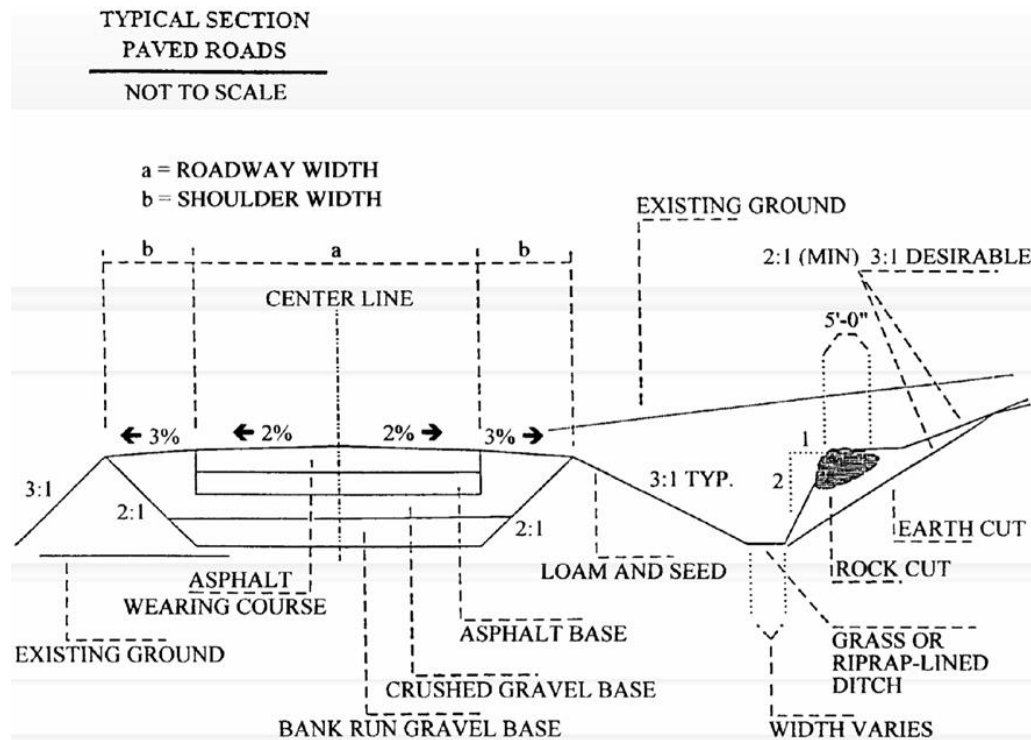 TYPICAL SECTION
PAVED ROADS
NOT TO SCALE
a = ROADWAY WIDTH
b = SHOULDER WIDTH
EXISTING GROUND
2:1 (MIN) 3:1 DESIRABLE
b
a
b
CENTER LINE
5'-0"
3%
2%
2%
3%
1
2
3:1
2:1
2:1
3:1 TYP.
EARTH CUT
ROCK CUT
LOAM AND SEED
ASPHALT
WEARING COURSE
ASPHALT BASE
GRASS OR
RIPRAP-LINED
DITCH
EXISTING GROUND
CRUSHED GRAVEL BASE
BANK RUN GRAVEL BASE
WIDTH VARIES